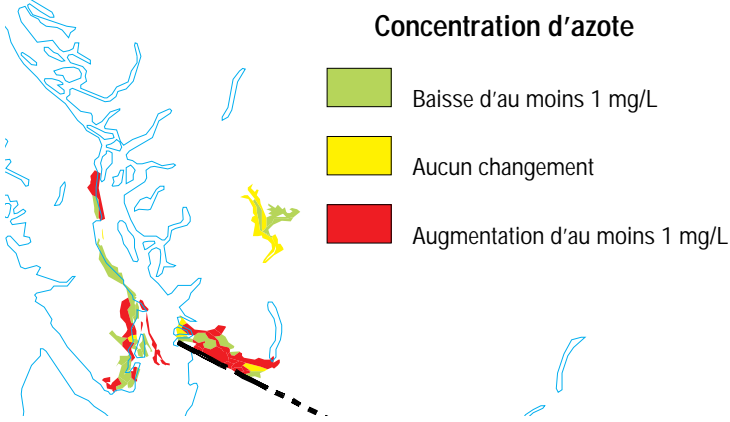 Concentration d'azote
Baisse d'au moins 1 mg/L
Aucun changement
Augmentation d'au moins 1 mg/L